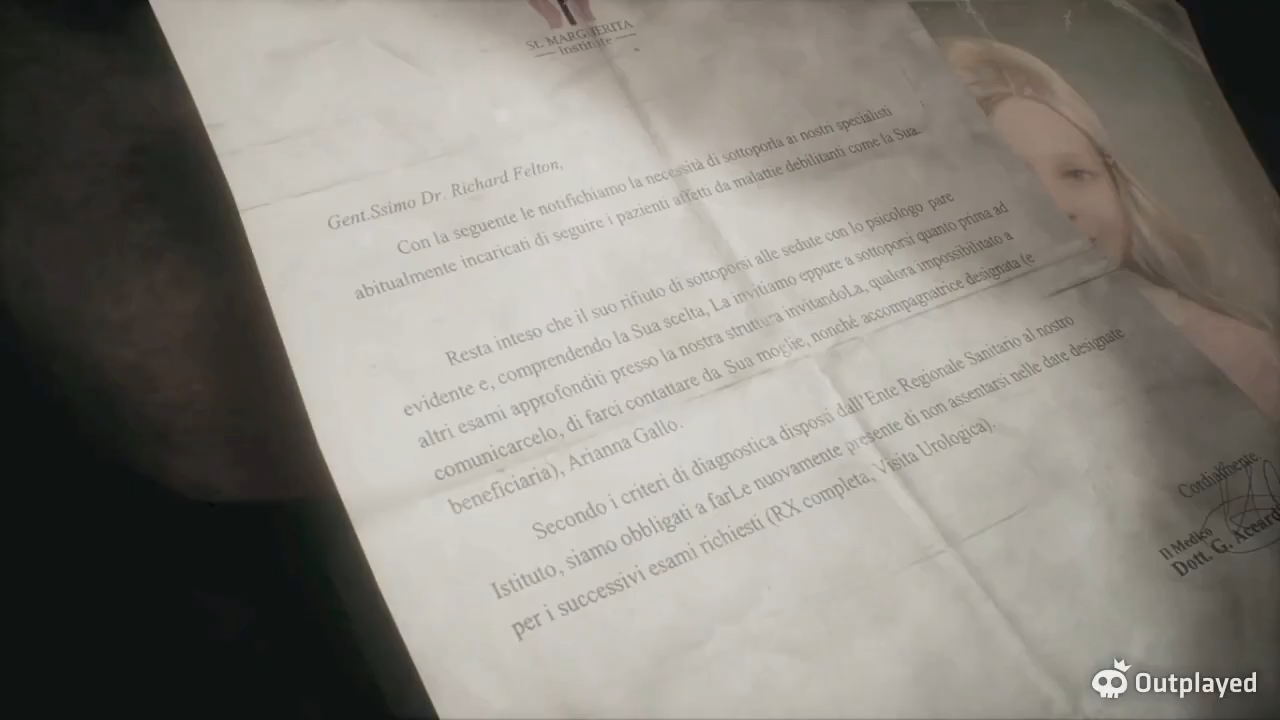 St. MARGHERITA
Institute
Gent.Ssimo Dr. Richard Felton,
Con la seguente le notifichiamo la necessità di sottoporla ai nostri specialisti
abitualmente incaricati di seguire i pazienti affetti da malattie debilitanti come la Sua.
Resta inteso che il suo rifiuto di sottoporsi alle sedute con lo psicologo pare
evidente e, comprendendo la Sua scelta, La invitiamo eppure a sottoporsi quanto prima ad
altri esami approfonditi presso la nostra struttura invitandoLa, qualora impossibilitato a
comunicarcelo, di farci contattare da Sua moglie, nonché accompagnatrice designata (e
beneficiaria), Arianna Gallo.
Secondo i criteri di diagnostica disposti dall'Ente Regionale Sanitario al nostro
Istituto, siamo obbligati a farLe nuovamente presente di non assentarsi nelle date designate
per i successivi esami richiesti (RX completa, Visita Urologica).
Cordialmente
Il Medico
Dott. G. Accardi
Outplayed